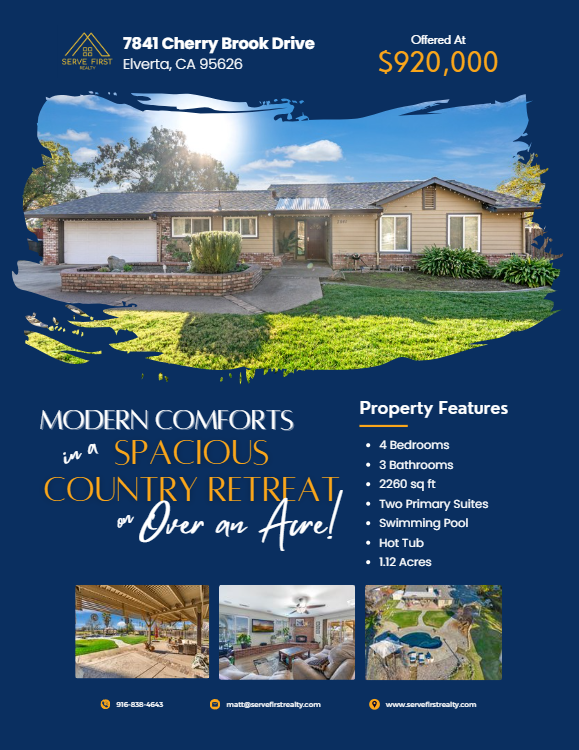 SERVE FIRST
REALTY
7841 Cherry Brook Drive
Elverta, CA 95626
Offered At
$920,000
MODERN COMFORTS
in a SPACIOUS
COUNTRY RETREAT
on Over an Acre!
Property Features
• 4 Bedrooms
• 3 Bathrooms
• 2260 sq ft
• Two Primary Suites
• Swimming Pool
• Hot Tub
• 1.12 Acres
916-838-4643
matt@servefirstrealty.com
www.servefirstrealty.com